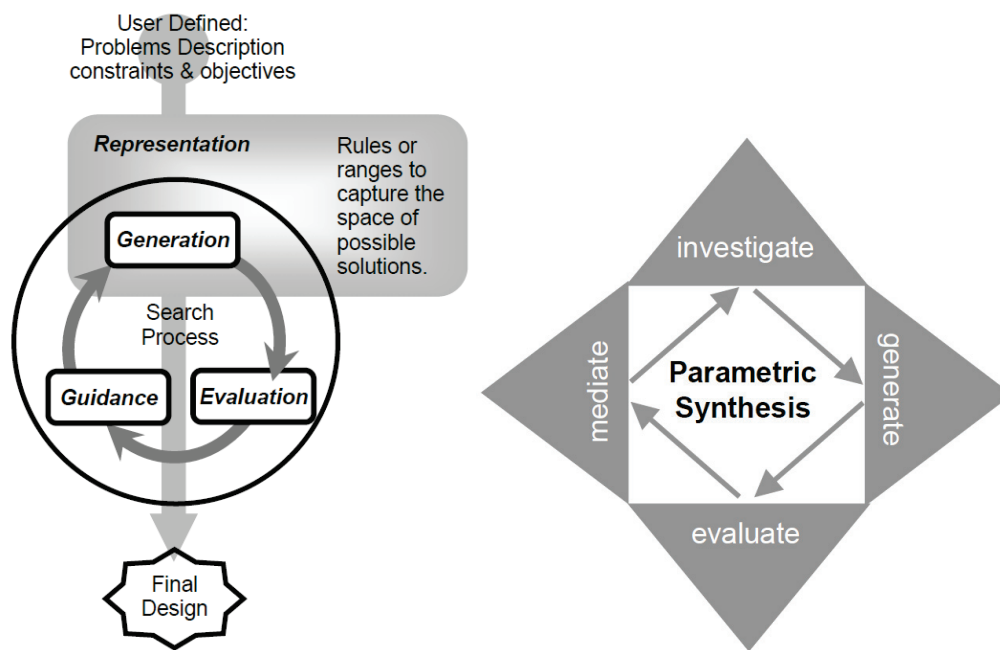 User Defined:
Problems Description
constraints & objectives
Representation
Rules or
ranges to
capture the
space of
possible
solutions.
Generation
Search
Process
Guidance
Evaluation
Final
Design
investigate
mediate
Parametric
Synthesis
generate
evaluate